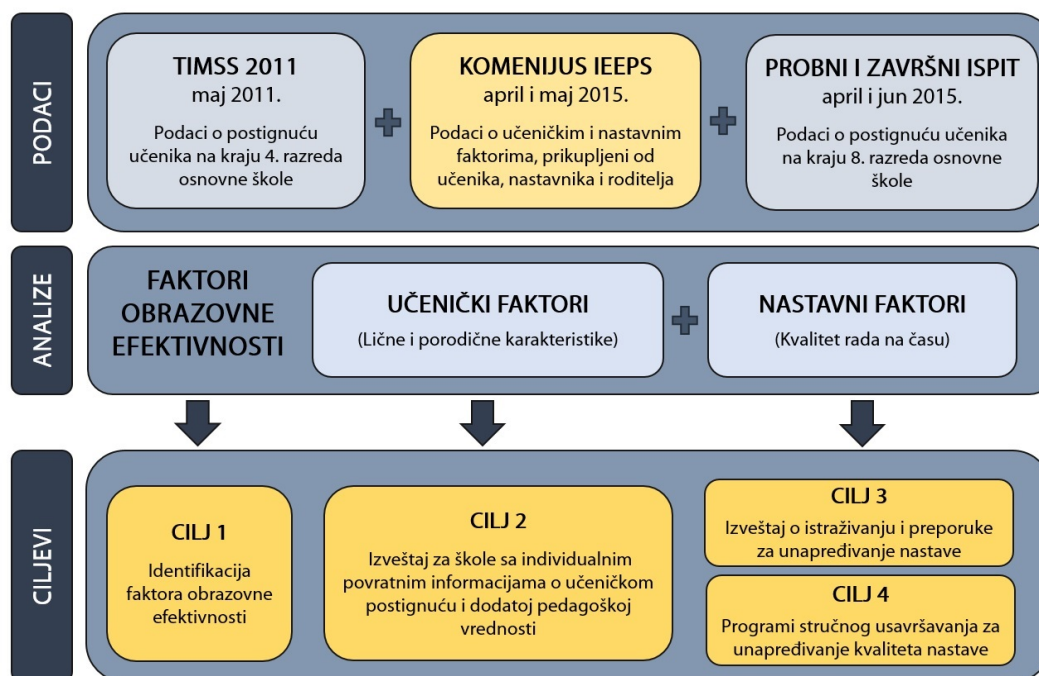 PODACI
TIMSS 2011
maj 2011.
Podaci o postignuću
učenika na kraju 4. razreda
osnovne škole
KOMENIJUS IEEPS
april i maj 2015.
Podaci o učeničkim i nastavnim
faktorima, prikupljeni od
učenika, nastavnika i roditelja
PROBNI I ZAVRŠNI ISPIT
april i jun 2015.
Podaci o postignuću učenika
na kraju 8. razreda osnovne
škole
ANALIZE
FAKTORI
OBRAZOVNE
EFEKTIVNOSTI
UČENIČKI FAKTORI
(Lične i porodične karakteristike)
NASTAVNI FAKTORI
(Kvalitet rada na času)
CILJEVI
CILJ 1
Identifikacija
faktora obrazovne
efektivnosti
CILJ 2
Izveštaj za škole sa individualnim
povratnim informacijama o učeničkom
postignuću i dodatoj pedagoškoj
vrednosti
CILJ 3
Izveštaj o istraživanju i preporuke
za unapređivanje nastave
CILJ 4
Programi stručnog usavršavanja za
unapređivanje kvaliteta nastave